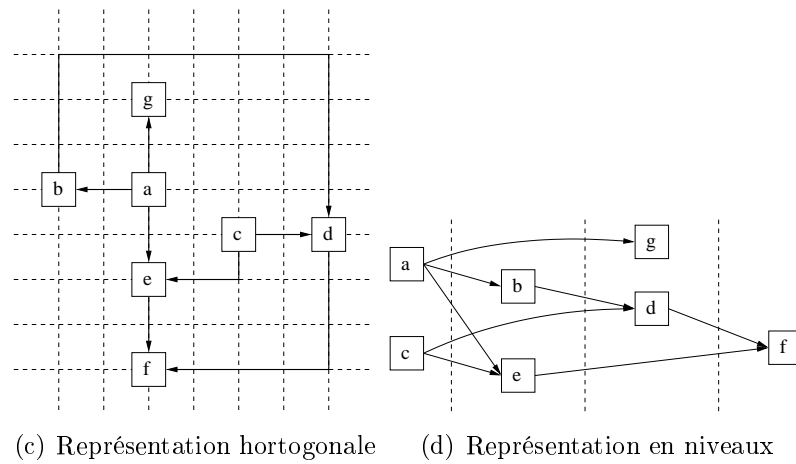 g
b a
c d
e
f
a
c
b
e
g
d
f
(c) Représentation hortogonale
(d) Représentation en niveaux